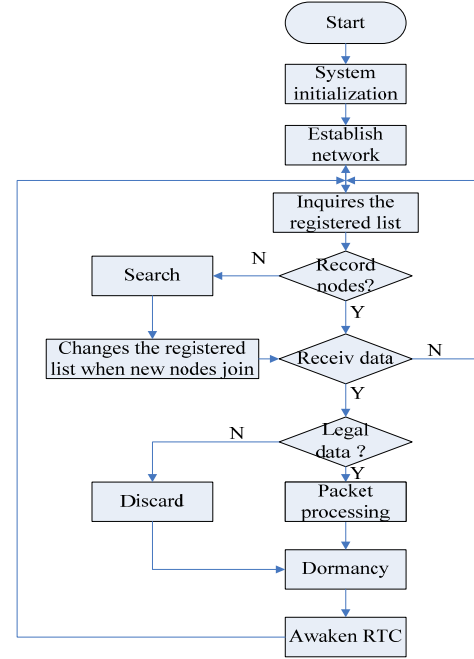 Start
System
initialization
Establish
network
Inquires the
registered list
N
Record
nodes?
Search
Y
Changes the registered
list when new nodes join
Receiv data
N
Y
N
Legal
data ?
Y
Discard
Packet
processing
Dormancy
Awaken RTC